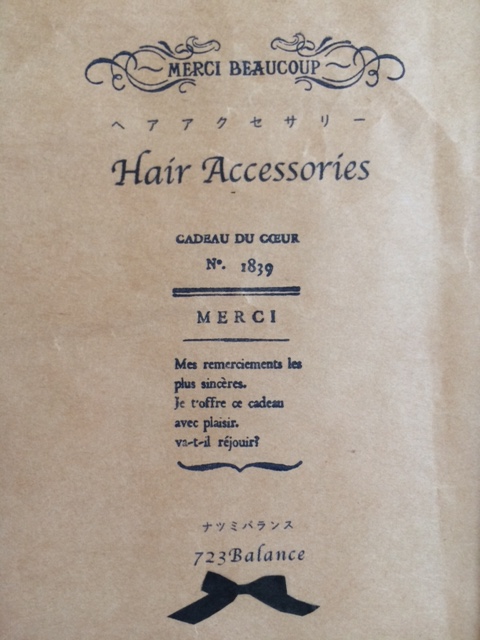 MERCI BEAUCOUP
ヘアアクセサリー
Hair Accessories
CADEAU DU CŒUR
Nº. 1839
MERCI
Mes remerciements les
plus sincères.
Je t'offre ce cadeau
avec plaisir.
va-t-il réjouir?
ナツミバランス
723Balance